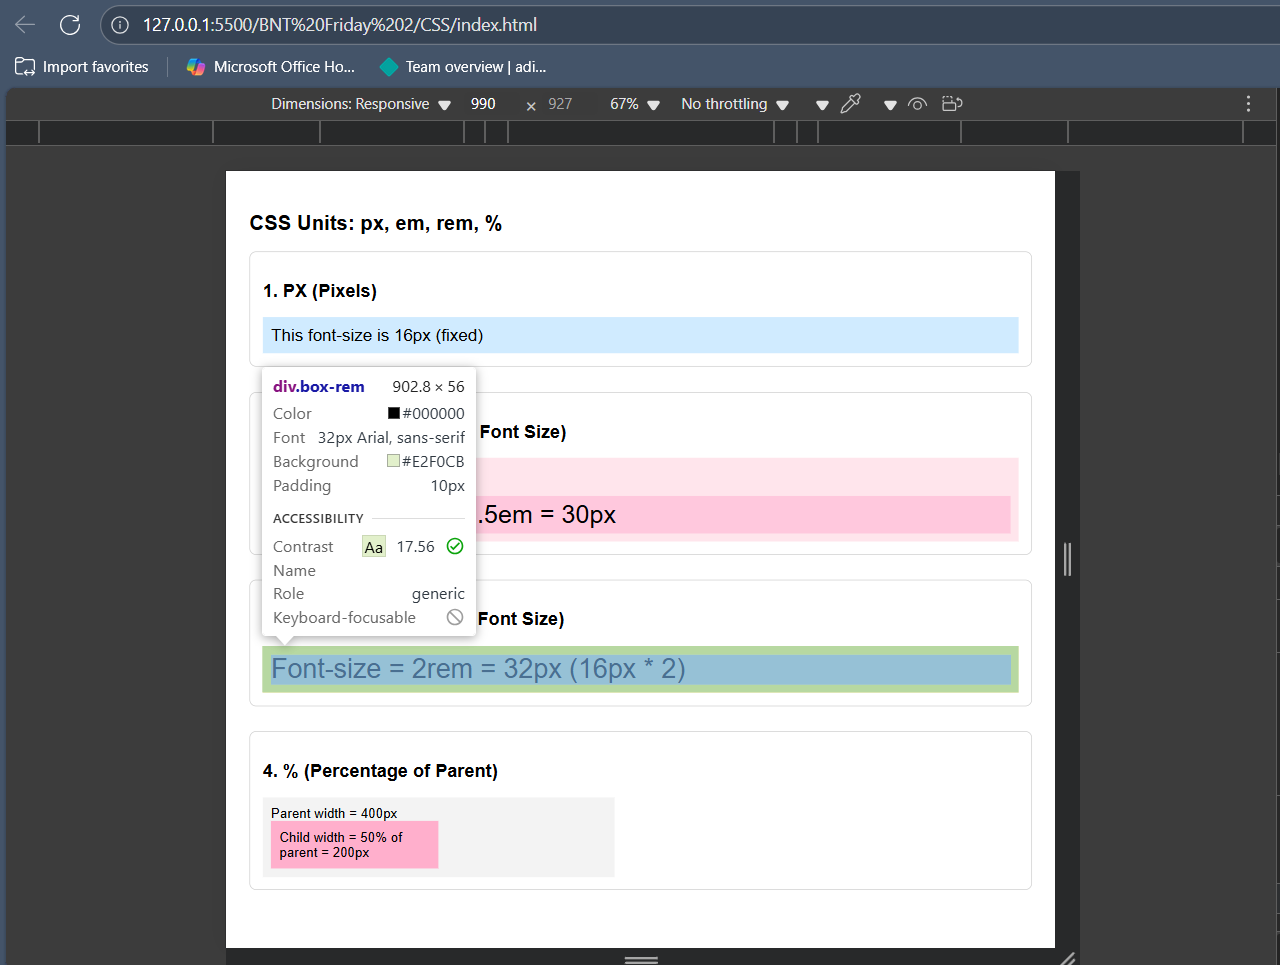 127.0.0.1:5500/BNT%20Friday%202/CSS/index.html
Import favorites
Microsoft Office Ho...
Team overview | adi...
Dimensions: Responsive 990 × 927 67% No throttling
CSS Units: px, em, rem, %
1. PX (Pixels)
This font-size is 16px (fixed)
div.box-rem 902.8 × 56
Color #000000
Font 32px Arial, sans-serif
Background #E2F0CB
Padding 10px
ACCESSIBILITY
Contrast Aa 17.56
Name
Role generic
Keyboard-focusable
Font Size)
.5em = 30px
Font Size)
Font-size = 2rem = 32px (16px * 2)
4. % (Percentage of Parent)
Parent width = 400px
Child width = 50% of
parent = 200px